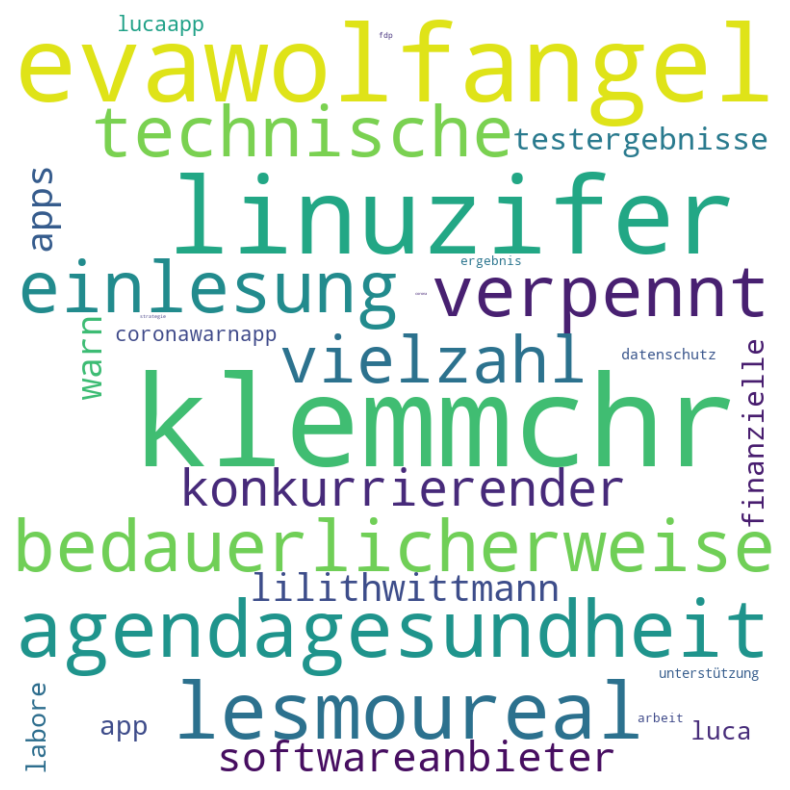 lucaapp
fdp
evawolfangel
technische
testergebnisse
apps
linuzifer
ergebnis
einlesung
verpennt
strategie
warn
coronawarnapp
vielzahl
datenschutz
finanzielle
klemmchr
konkurrierender
bedauerlicherweise
lilithwittmann
agendagesundheit
unterstützung
labore
lesmoureal
arbeit
app
luca
softwareanbieter